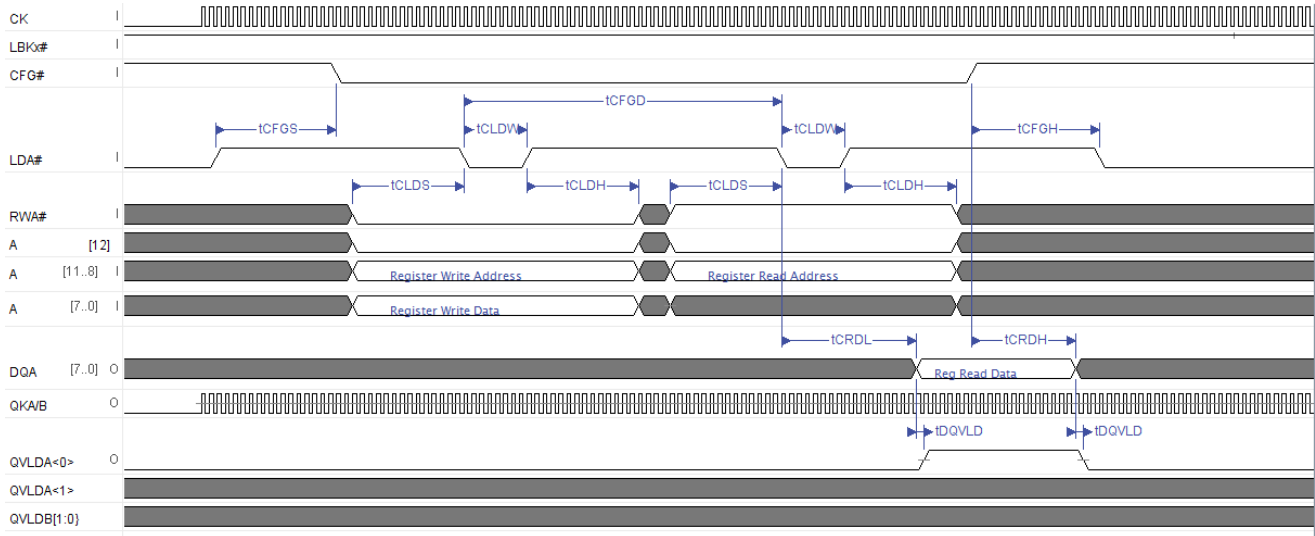 CK I
LBKx# I
CFG# I
tCFGD
tCFGS tCLDW tCLDW tCFGH
LDA# I
tCLDS tCLDH tCLDS tCLDH
RWA# I
A [12]
A [11..8] I Register Write Address Register Read Address
A [7..0] I Register Write Data
tCRDL tCRDH
DQA [7..0] O Reg Read Data
QKA/B O
tDQVLD tDQVLD
QVLDA<0> O
QVLDA<1>
QVLDB[1:0}